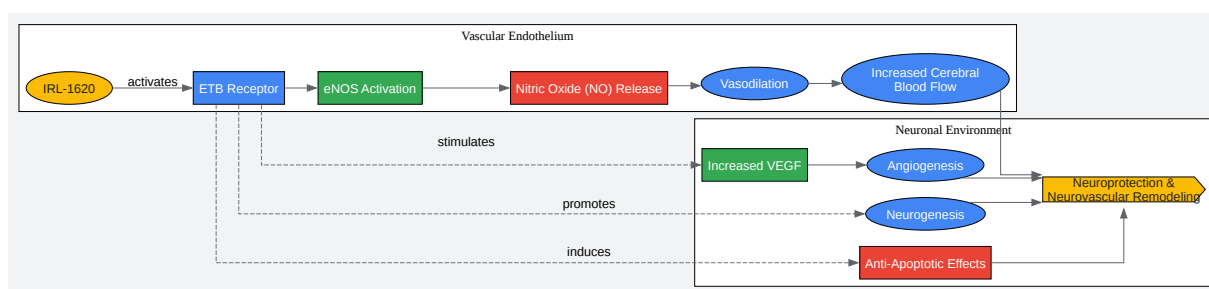 Vascular Endothelium
IRL-1620
activates
ETB Receptor
eNOS Activation
Nitric Oxide (NO) Release
Vasodilation
Increased Cerebral
Blood Flow
Neuronal Environment
stimulates
Increased VEGF
Angiogenesis
Neuroprotection &
Neurovascular Remodeling
promotes
Neurogenesis
induces
Anti-Apoptotic Effects